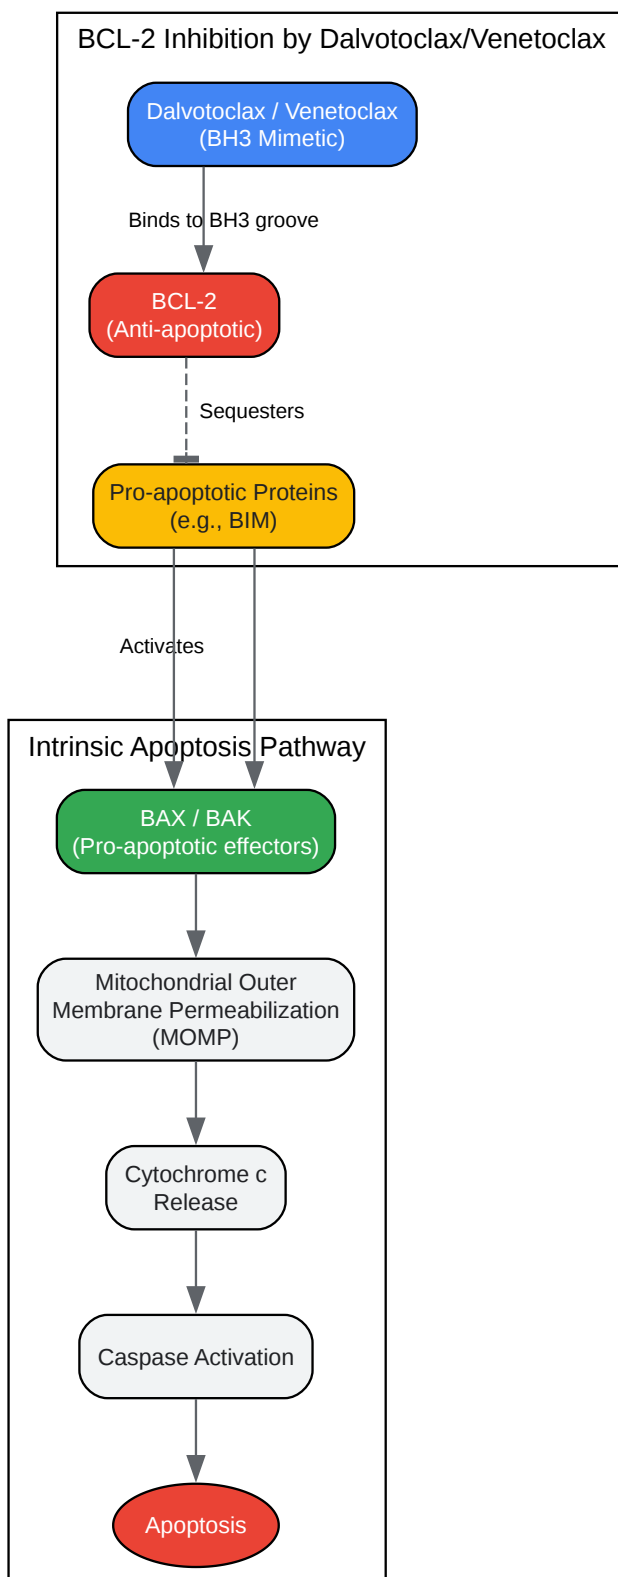 BCL-2 Inhibition by Dalvotoclax/Venetoclax
Dalvotoclax / Venetoclax
(BH3 Mimetic)
Binds to BH3 groove
BCL-2
(Anti-apoptotic)
Sequesters
Pro-apoptotic Proteins
(e.g., BIM)
Activates
Intrinsic Apoptosis Pathway
BAX / BAK
(Pro-apoptotic effectors)
Mitochondrial Outer
Membrane Permeabilization
(MOMP)
Cytochrome c
Release
Caspase Activation
Apoptosis